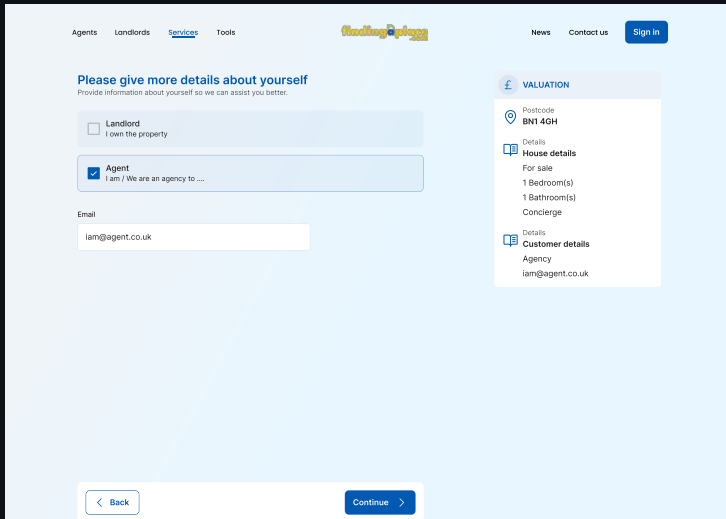 Agents
Landlords
Services
Tools
findingaplace
.com
News
Contact us
Sign in
Please give more details about yourself
Provide information about yourself so we can assist you better.
Landlord
I own the property
Agent
I am / We are an agency to ....
Email
iam@agent.co.uk
Back
Continue
£ VALUATION
Postcode
BN1 4GH
Details
House details
For sale
1 Bedroom(s)
1 Bathroom(s)
Concierge
Details
Customer details
Agency
iam@agent.co.uk